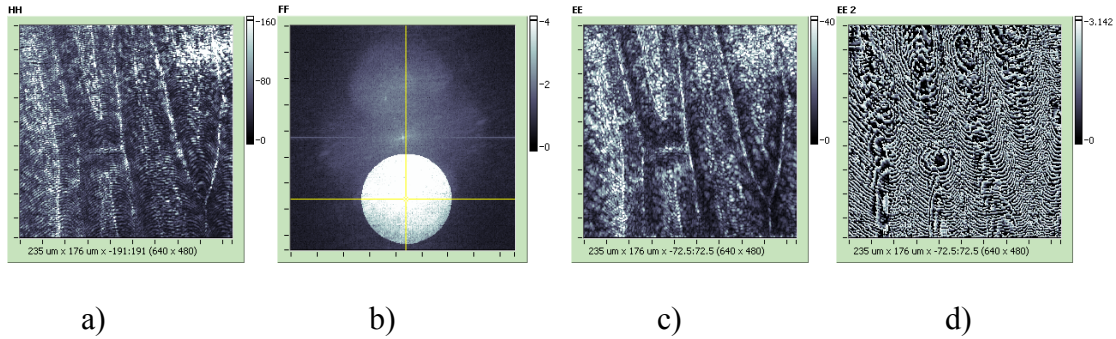 HH
160
80
0
235 um x 176 um x -191:191 (640 x 480)
FF
4
2
0
EE
40
0
235 um x 176 um x -72.5:72.5 (640 x 480)
EE 2
3.142
0
235 um x 176 um x -72.5:72.5 (640 x 480)
a)
b)
c)
d)